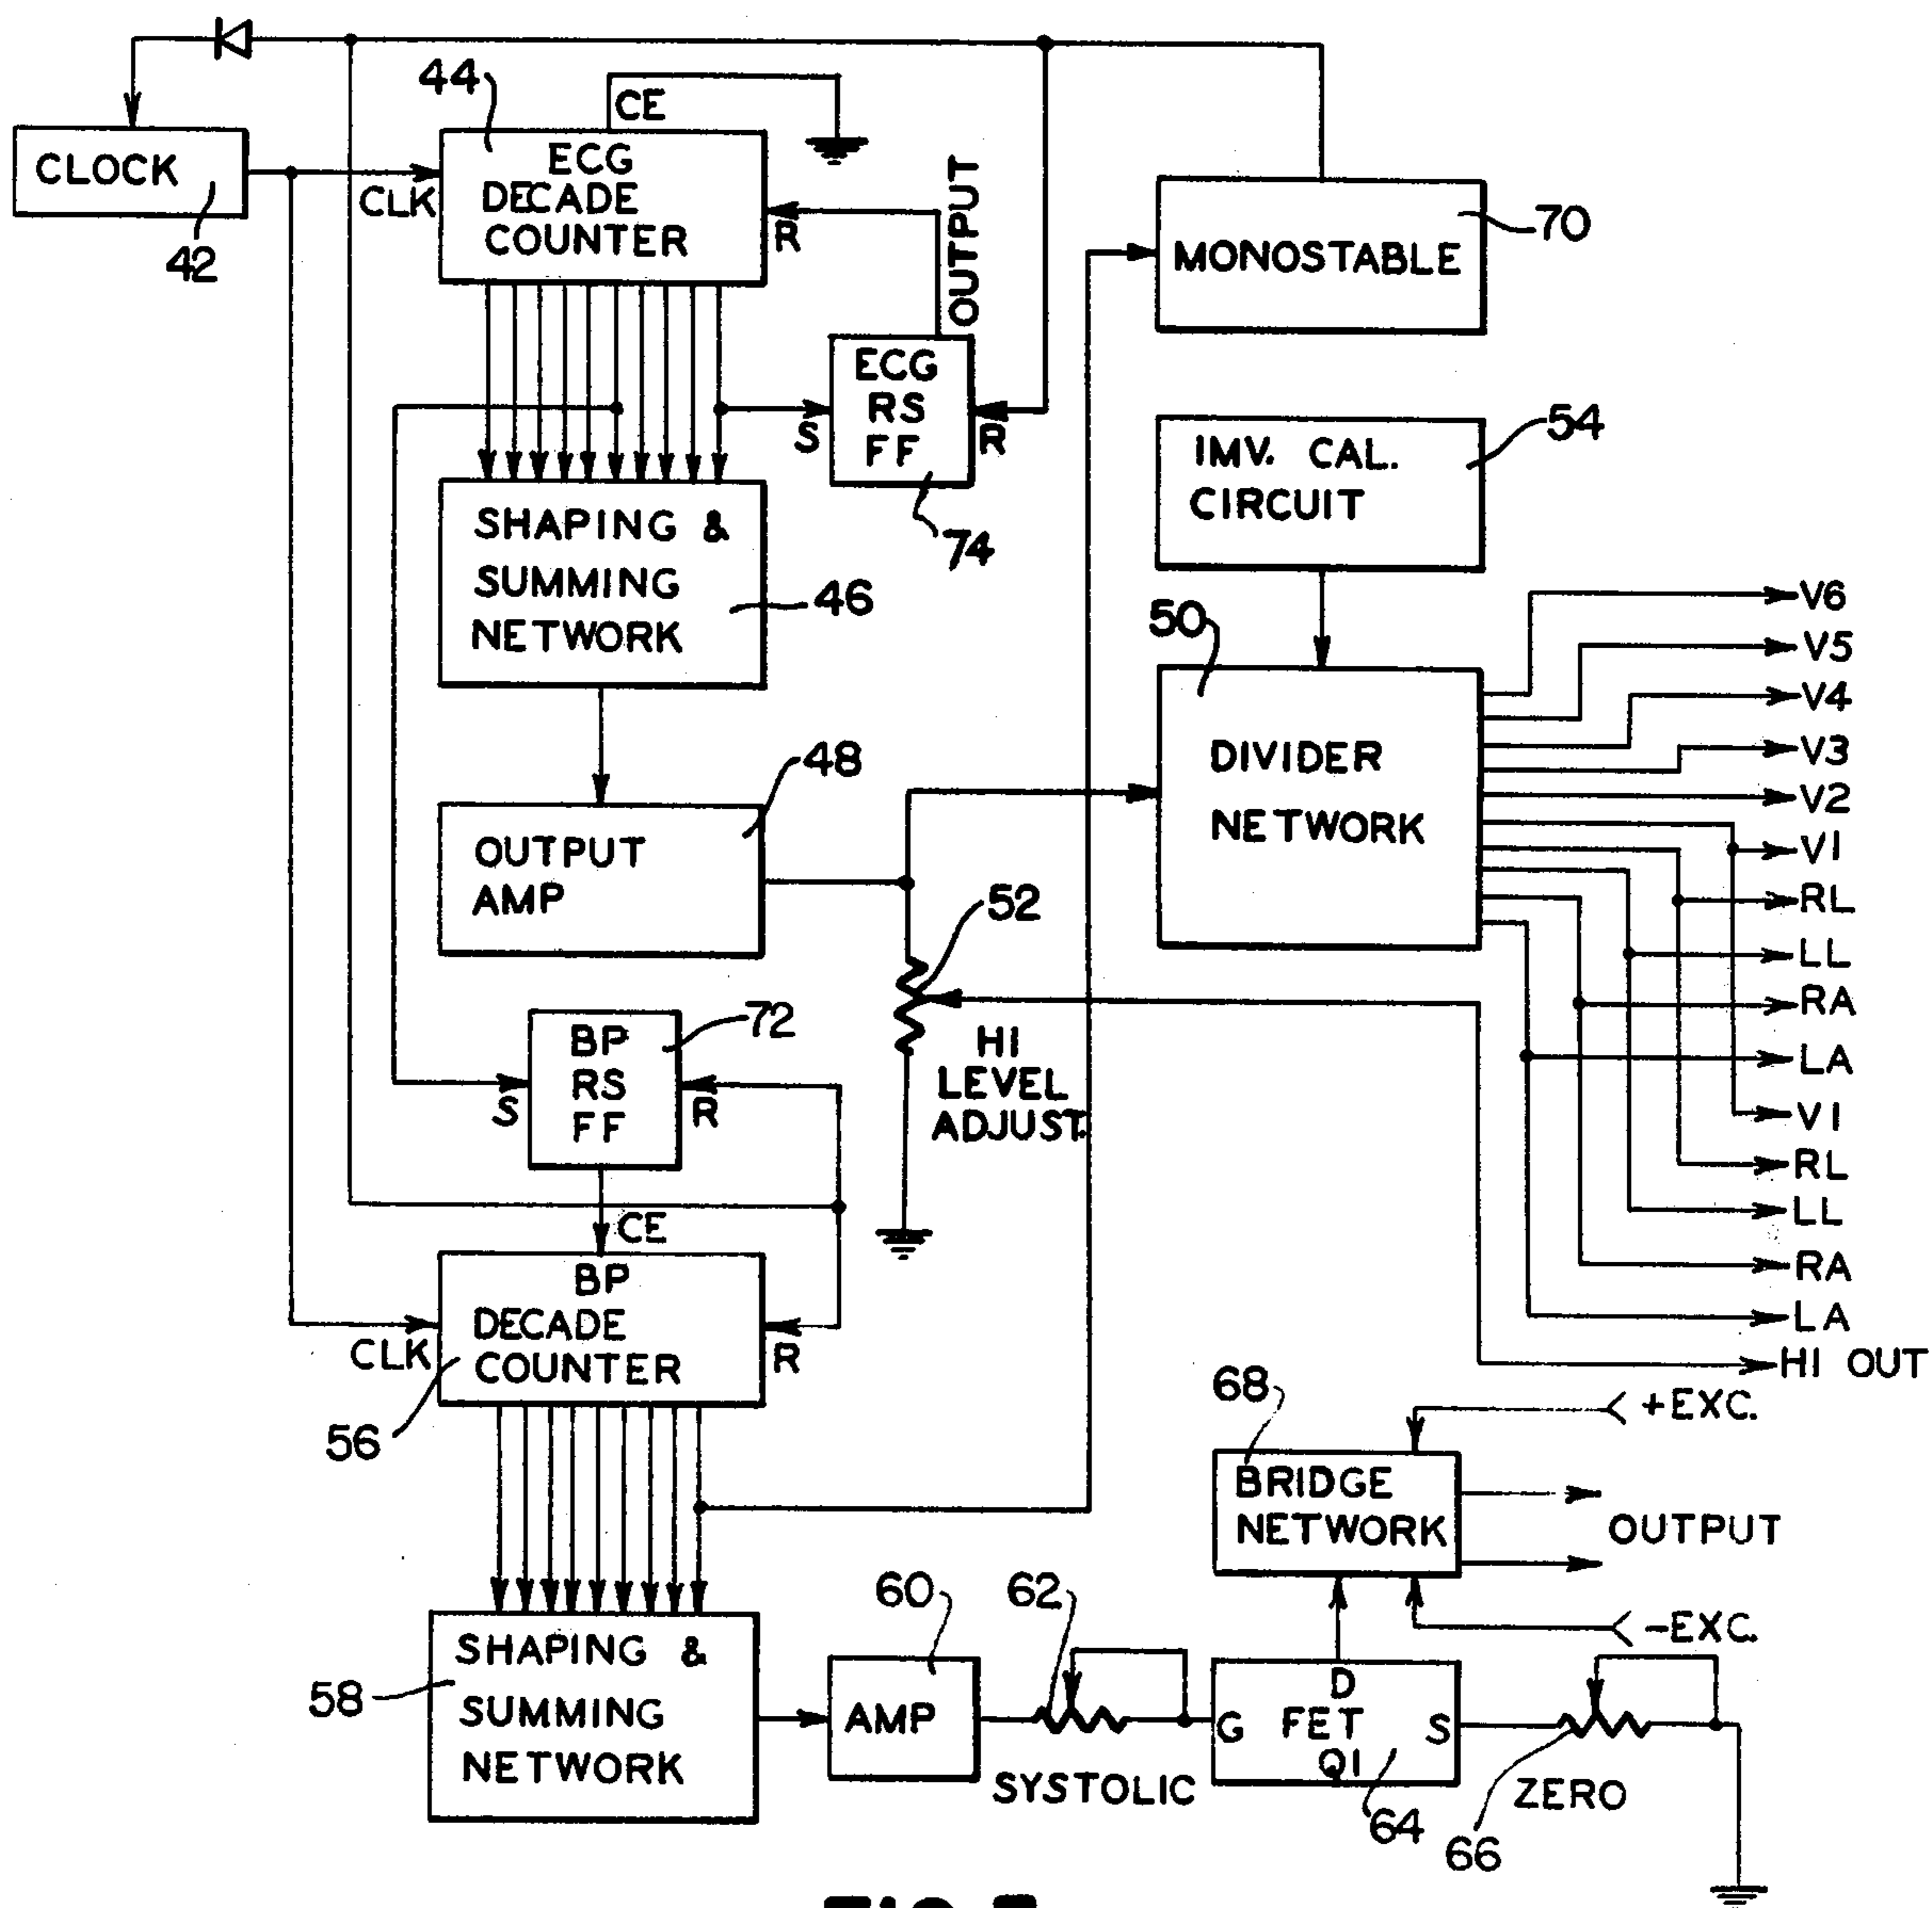 44
CE
CLOCK
42
CLK
ECG
DECADE
COUNTER
R
OUTPUT
MONOSTABLE
70
ECG
RS
FF
S
R
74
IMV. CAL.
CIRCUIT
54
SHAPING &
SUMMING
NETWORK
46
50
DIVIDER
NETWORK
V6
V5
V4
V3
V2
V1
RL
LL
RA
LA
V1
RL
LL
RA
LA
HI OUT
OUTPUT
AMP
48
52
HI
LEVEL
ADJUST.
BP
RS
FF
72
S
R
CE
BP
DECADE
COUNTER
CLK
R
56
68
+EXC.
BRIDGE
NETWORK
OUTPUT
-EXC.
SHAPING &
SUMMING
NETWORK
58
60
AMP
62
SYSTOLIC
D
G FET S
Q1
64
ZERO
66